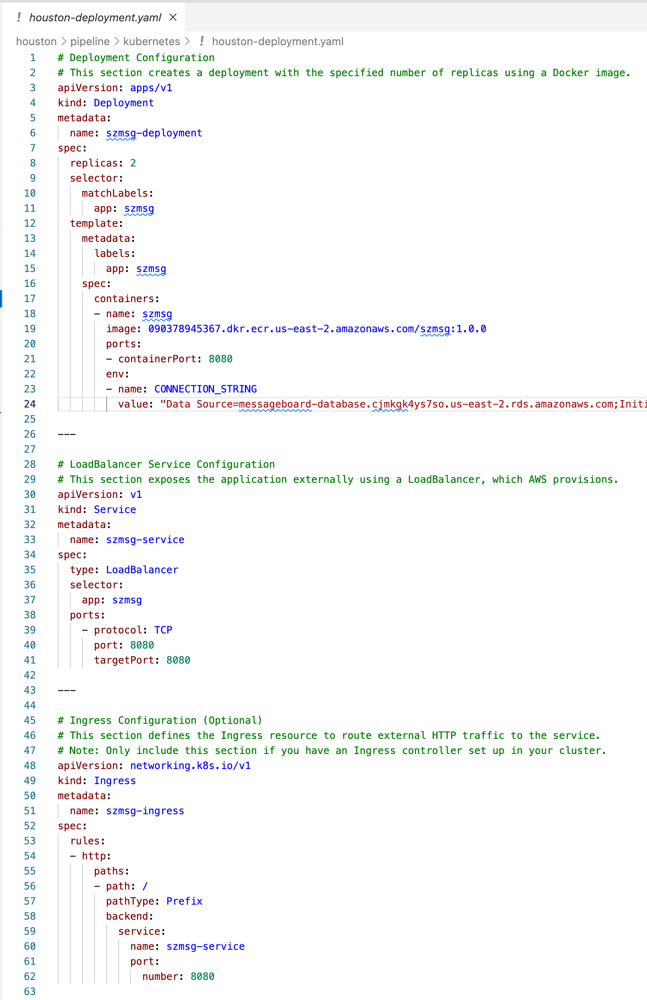 ! houston-deployment.yaml ×
houston > pipeline > kubernetes > ! houston-deployment.yaml
1 # Deployment Configuration
2 # This section creates a deployment with the specified number of replicas using a Docker image.
3 apiVersion: apps/v1
4 kind: Deployment
5 metadata:
6   name: szmsg-deployment
7 spec:
8   replicas: 2
9   selector:
10     matchLabels:
11       app: szmsg
12   template:
13     metadata:
14       labels:
15         app: szmsg
16     spec:
17       containers:
18       - name: szmsg
19         image: 090378945367.dkr.ecr.us-east-2.amazonaws.com/szmsg:1.0.0
20         ports:
21         - containerPort: 8080
22         env:
23         - name: CONNECTION_STRING
24           value: "Data Source=messageboard-database.cjmkgk4ys7so.us-east-2.rds.amazonaws.com;Initi
25
26 ---
27
28 # LoadBalancer Service Configuration
29 # This section exposes the application externally using a LoadBalancer, which AWS provisions.
30 apiVersion: v1
31 kind: Service
32 metadata:
33   name: szmsg-service
34 spec:
35   type: LoadBalancer
36   selector:
37     app: szmsg
38   ports:
39     - protocol: TCP
40       port: 8080
41       targetPort: 8080
42
43 ---
44
45 # Ingress Configuration (Optional)
46 # This section defines the Ingress resource to route external HTTP traffic to the service.
47 # Note: Only include this section if you have an Ingress controller set up in your cluster.
48 apiVersion: networking.k8s.io/v1
49 kind: Ingress
50 metadata:
51   name: szmsg-ingress
52 spec:
53   rules:
54   - http:
55       paths:
56       - path: /
57         pathType: Prefix
58         backend:
59           service:
60             name: szmsg-service
61             port:
62               number: 8080
63